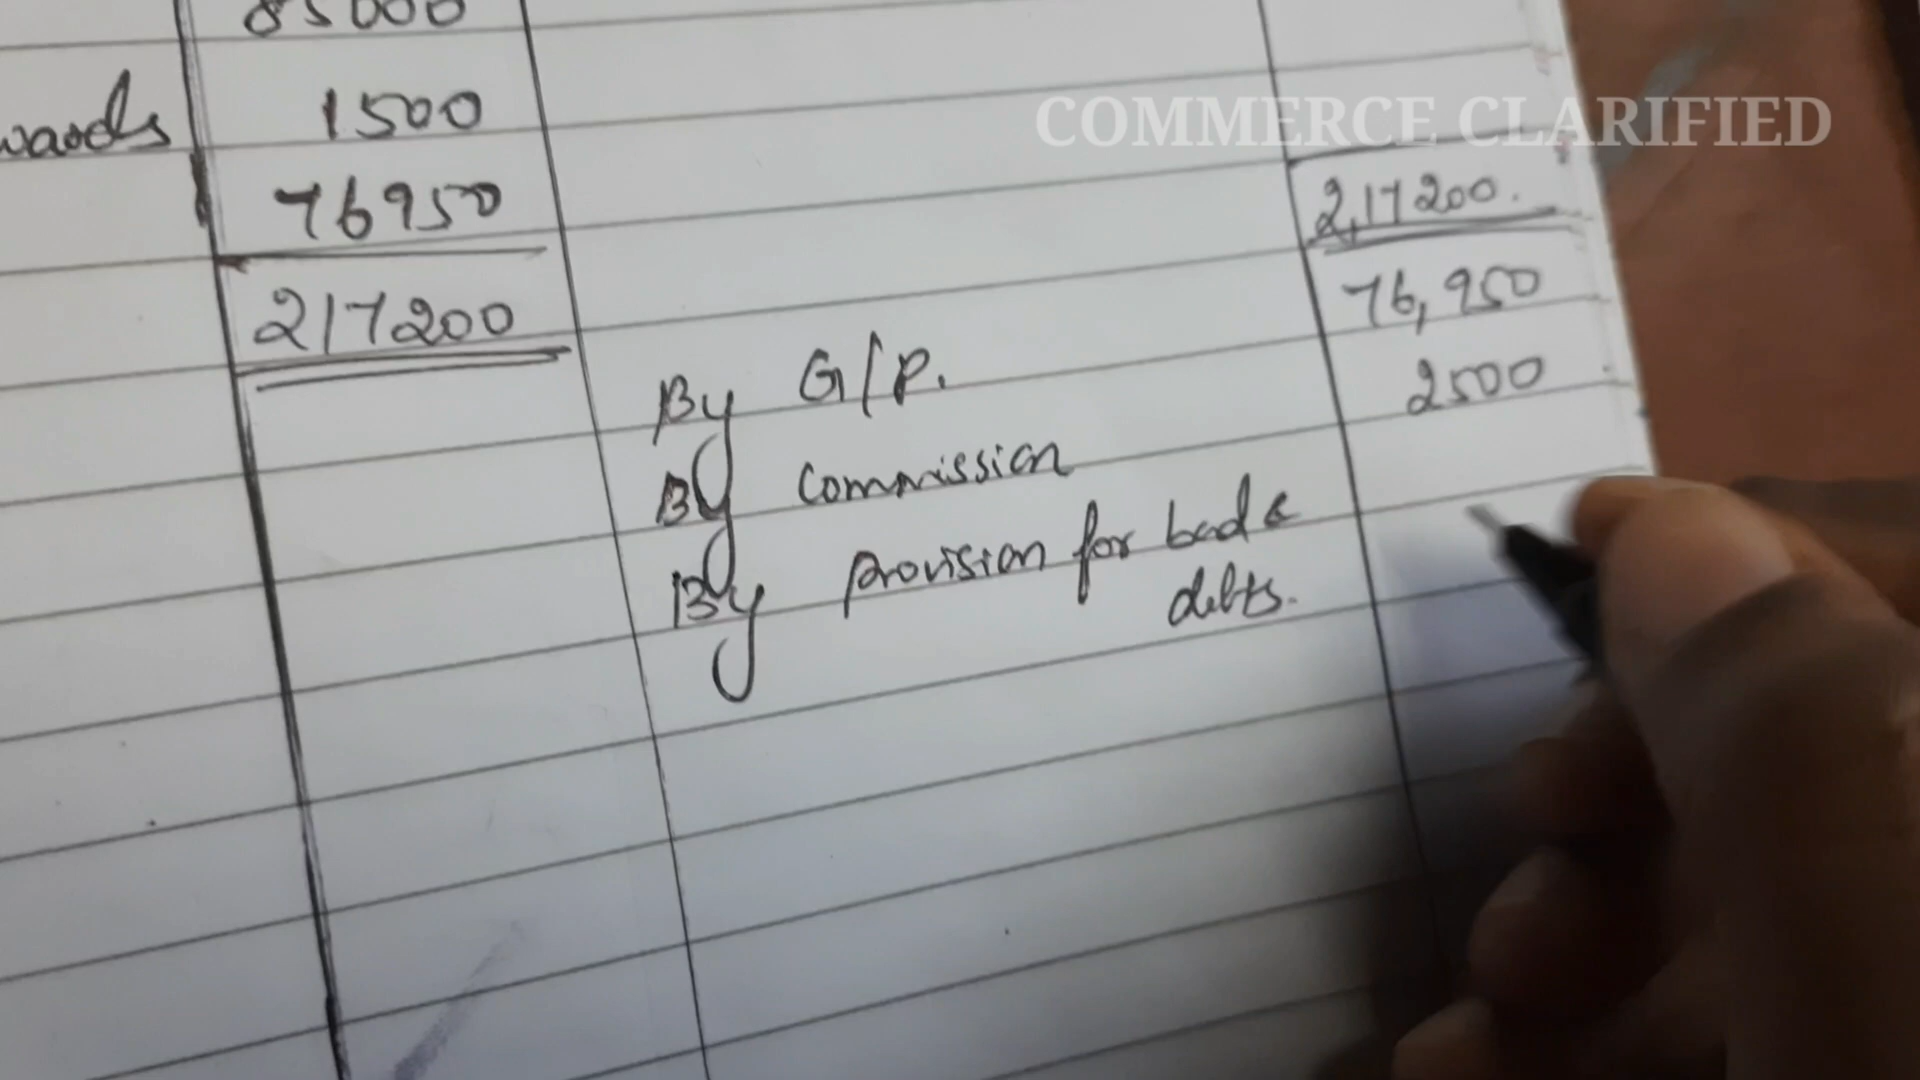 85000
COMMERCE CLARIFIED
wards 1500
76950 2,17200.
217200 76,950
By G/P. 2500
By Commission
By provision for bad &
debts.